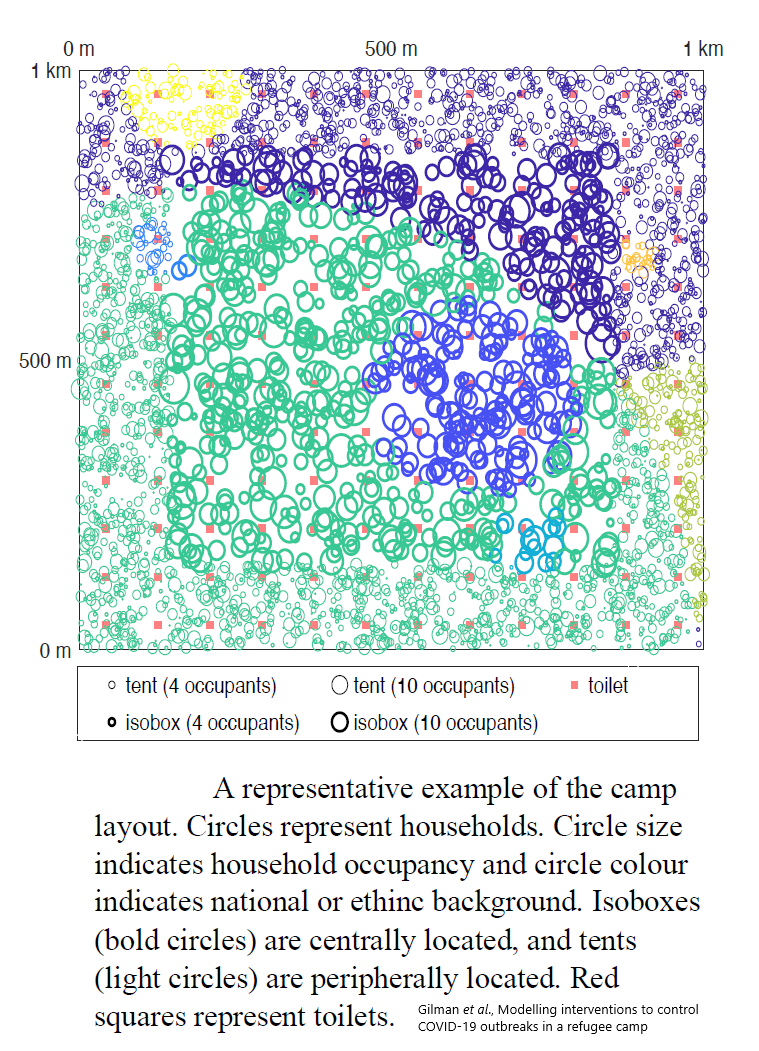 0 m 500 m 1 km
1 km
500 m
0 m
tent (4 occupants) tent (10 occupants) toilet
isobox (4 occupants) isobox (10 occupants)
A representative example of the camp
layout. Circles represent households. Circle size
indicates household occupancy and circle colour
indicates national or ethinc background. Isoboxes
(bold circles) are centrally located, and tents
(light circles) are peripherally located. Red
squares represent toilets.
Gilman et al., Modelling interventions to control
COVID-19 outbreaks in a refugee camp